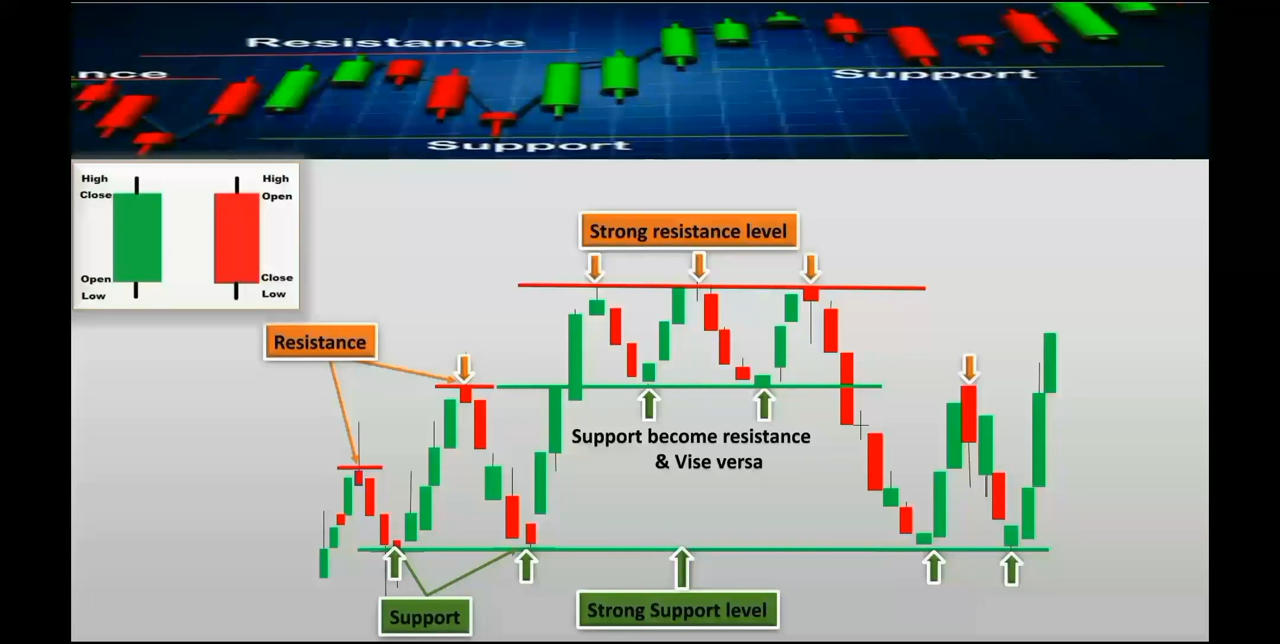 Resistance
nce
Support
Support
High
Close
Open
Low
High
Open
Close
Low
Strong resistance level
Resistance
Support become resistance
& Vise versa
Support
Strong Support level